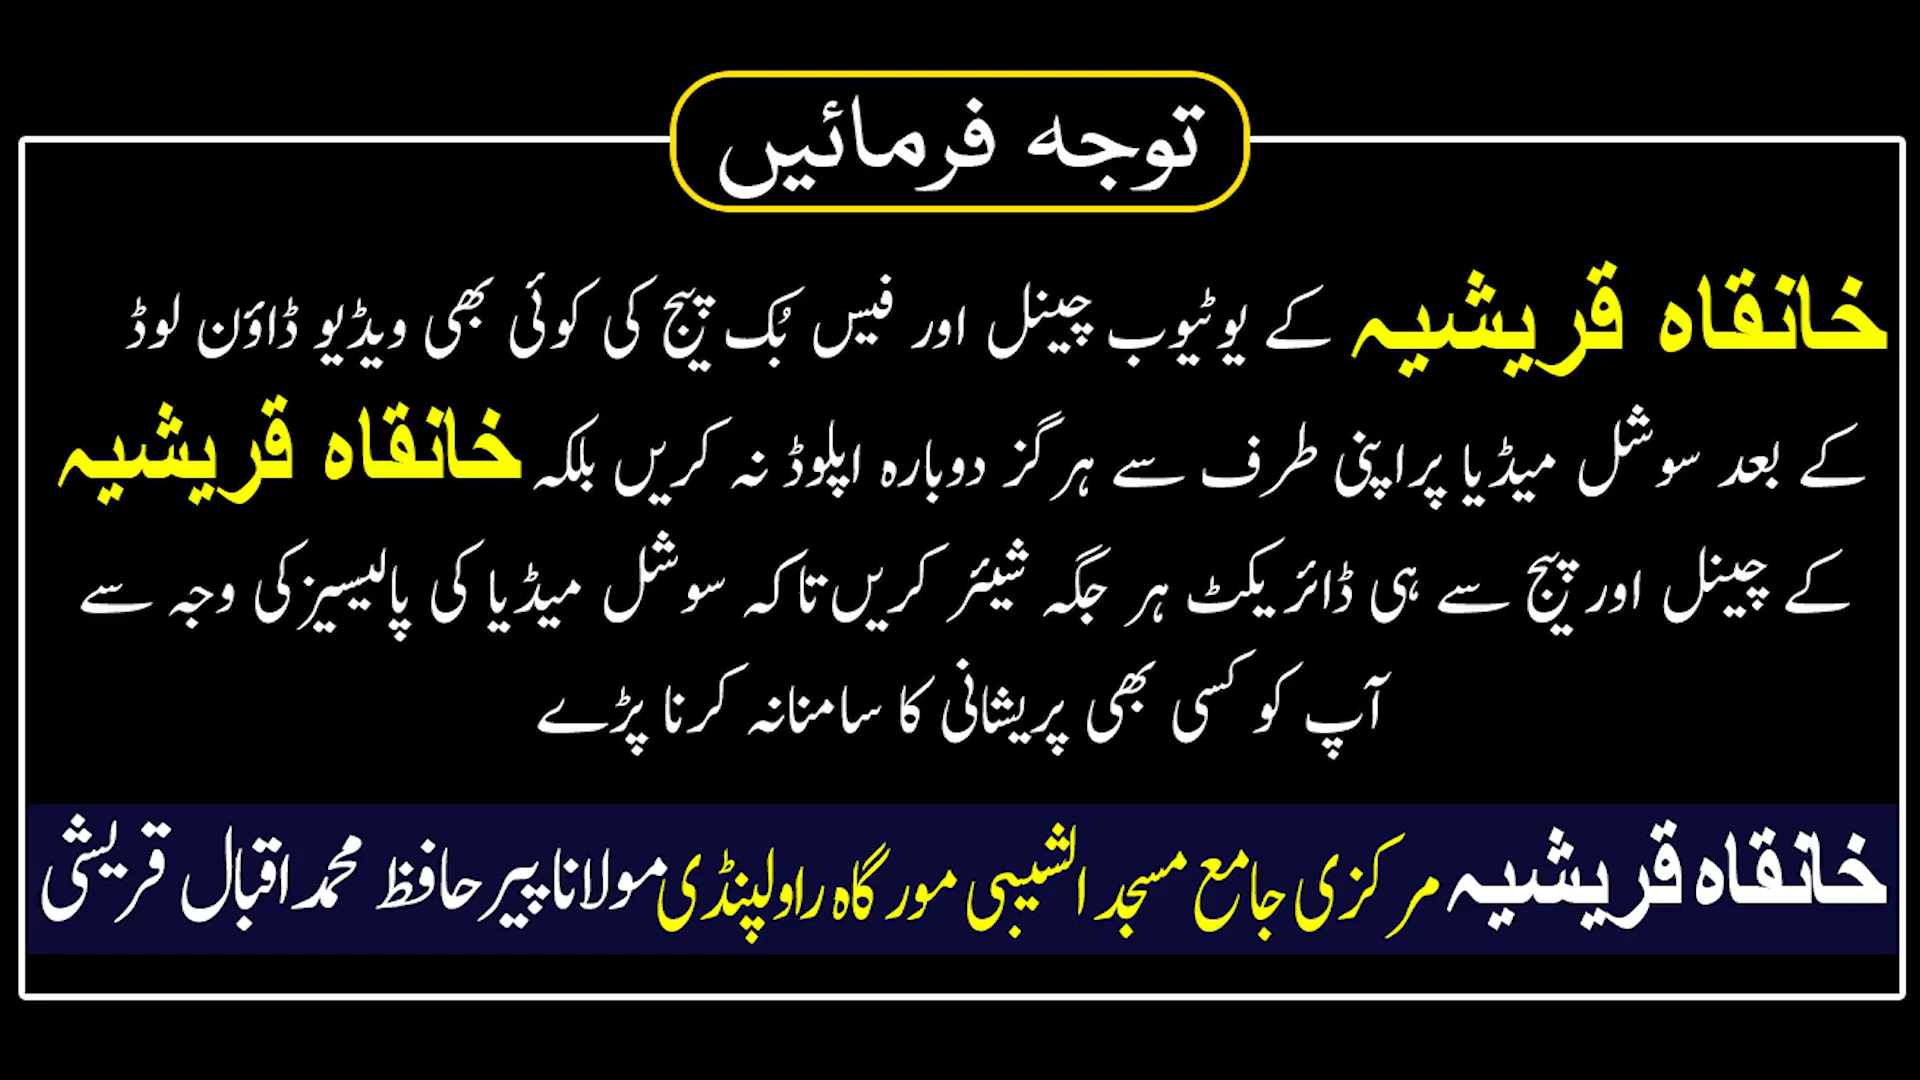 توجہ فرمائیں
خانقاہ قریشیہ کے یوٹیوب چینل اور فیس بُک پیج کی کوئی بھی ویڈیو ڈاؤن لوڈ
کے بعد سوشل میڈیا پر اپنی طرف سے ہرگز دوبارہ اپلوڈ نہ کریں بلکہ خانقاہ قریشیہ
کے چینل اور پیج سے ہی ڈائریکٹ ہر جگہ شیئر کریں تاکہ سوشل میڈیا کی پالیسیز کی وجہ سے
آپ کو کسی بھی پریشانی کا سامنا نہ کرنا پڑے
خانقاہ قریشیہ مرکزی جامع مسجد الشیبی مورگاہ راولپنڈی مولانا پیر حافظ محمد اقبال قریشی